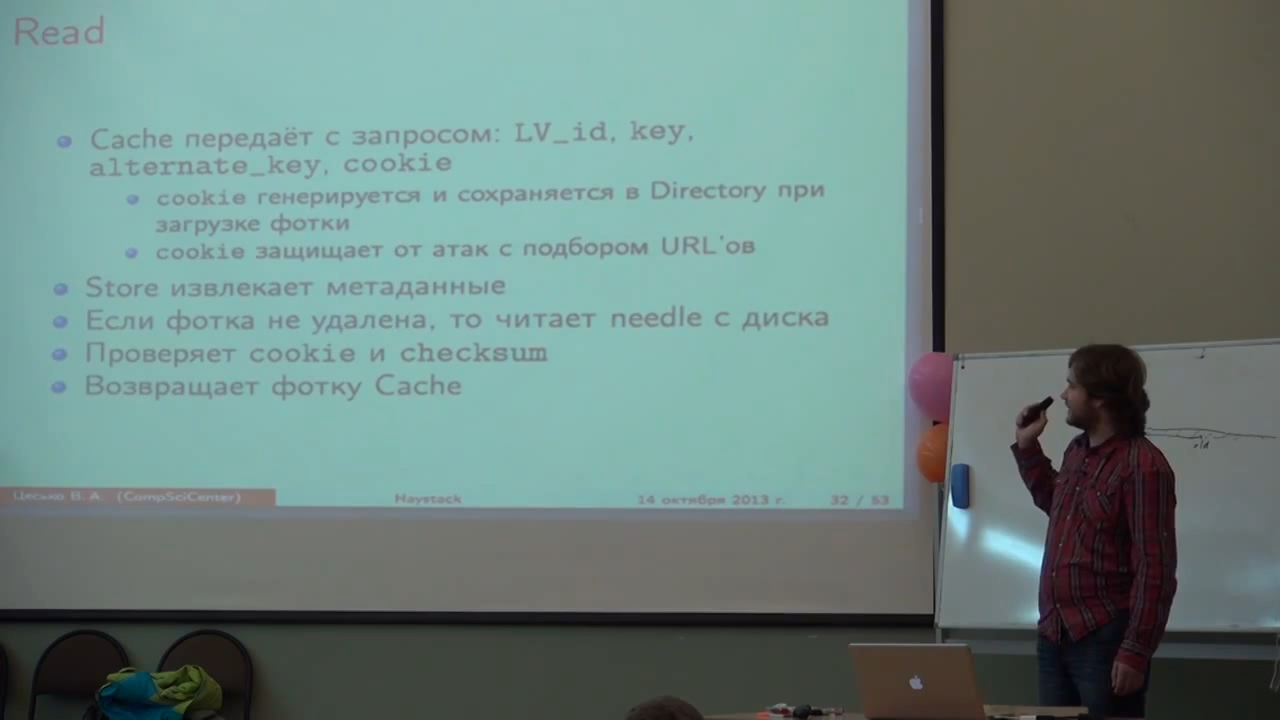 Read
Cache передаёт с запросом: LV_id, key,
alternate_key, cookie
cookie генерируется и сохраняется в Directory при
загрузке фотки
cookie защищает от атак с подбором URL'ов
Store извлекает метаданные
Если фотка не удалена, то читает needle с диска
Проверяет cookie и checksum
Возвращает фотку Cache
Цесько В. А. (CompSciCenter)
Haystack
14 октября 2013 г.
32 / 53